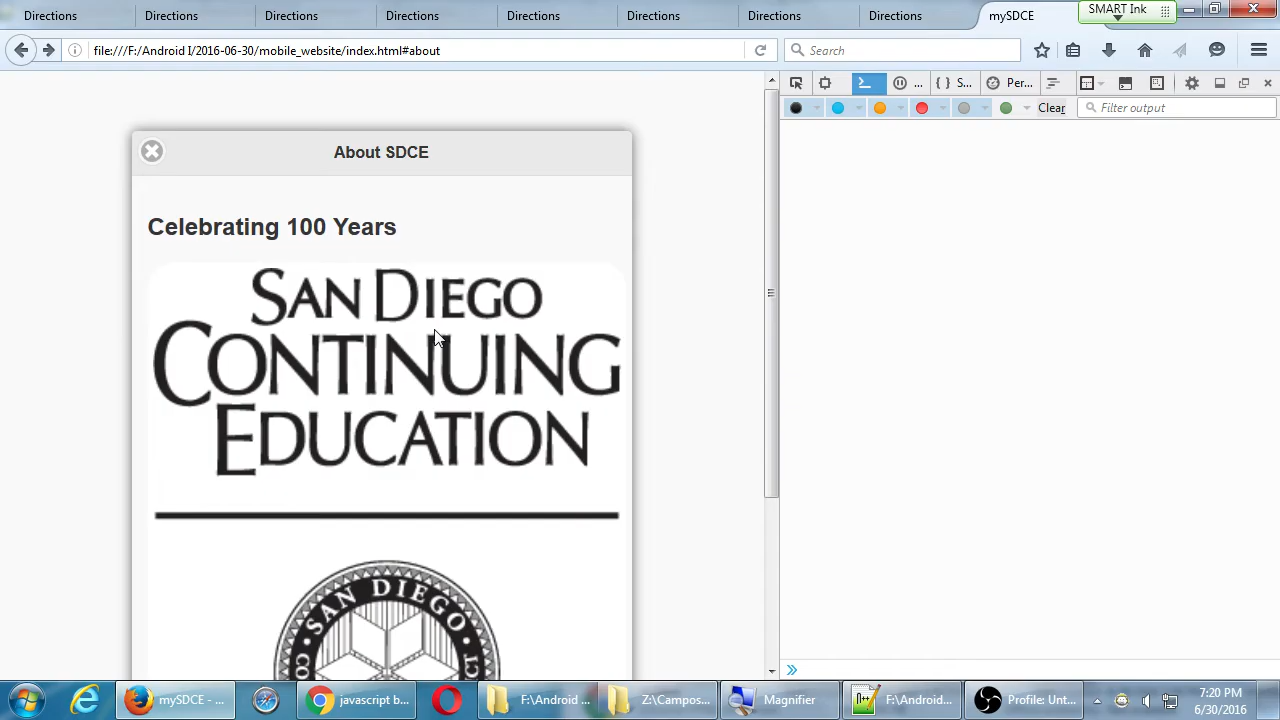 Directions
Directions
Directions
Directions
Directions
Directions
Directions
Directions
mySDCE
SMART Ink
file:///F:/Android I/2016-06-30/mobile_website/index.html#about
Search
...
S...
Per...
Clear
Filter output
About SDCE
Celebrating 100 Years
SAN DIEGO
CONTINUING
EDUCATION
SAN DIEGO
mySDCE - ...
javascript b...
F:\Android ...
Z:\Campos...
Magnifier
F:\Android...
Profile: Unt...
7:20 PM
6/30/2016